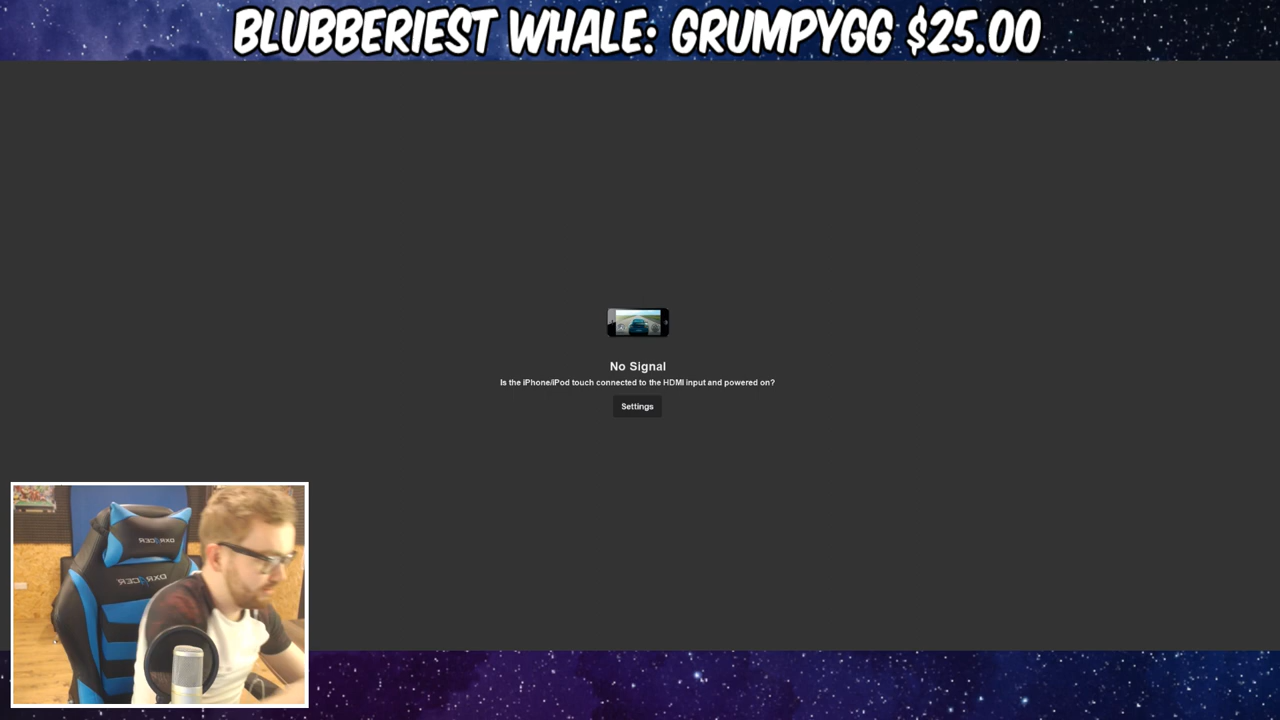 BLUBBERIEST WHALE: GRUMPYGG $25.00
No Signal
Is the iPhone/iPod touch connected to the HDMI input and powered on?
Settings
DXRACER
DXRACER